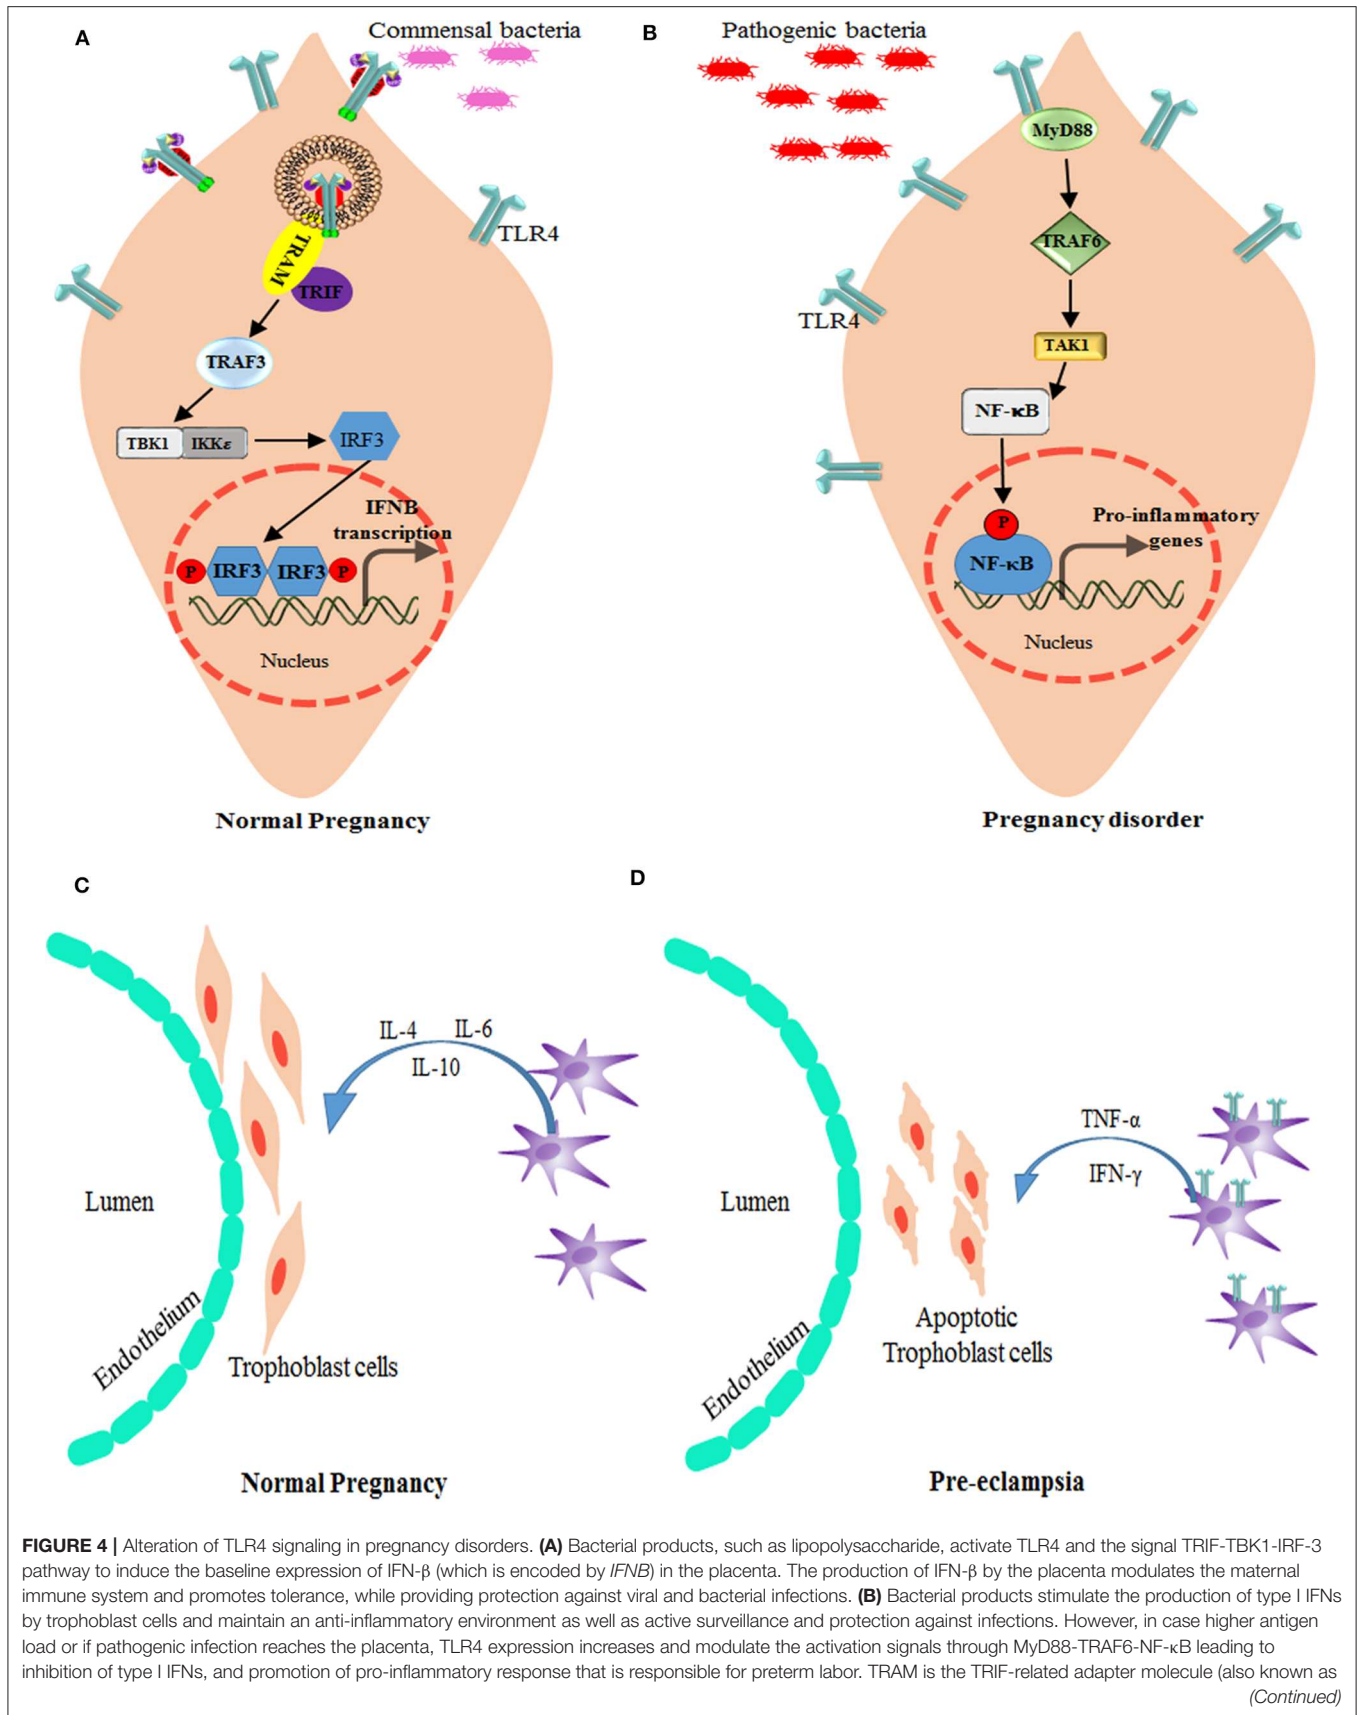 A
Commensal bacteria
TLR4
TRAM
TRIF
TRAF3
TBK1
IKKε
IRF3
IFNB
transcription
P
IRF3
IRF3
P
Nucleus
Normal Pregnancy
B
Pathogenic bacteria
MyD88
TRAF6
TLR4
TAK1
NF-κB
P
Pro-inflammatory
genes
NF-κB
Nucleus
Pregnancy disorder
C
IL-4
IL-6
IL-10
Lumen
Endothelium
Trophoblast cells
Normal Pregnancy
D
TNF-α
IFN-γ
Lumen
Endothelium
Apoptotic
Trophoblast cells
Pre-eclampsia
FIGURE 4 | Alteration of TLR4 signaling in pregnancy disorders. (A) Bacterial products, such as lipopolysaccharide, activate TLR4 and the signal TRIF-TBK1-IRF-3
pathway to induce the baseline expression of IFN-β (which is encoded by IFNB) in the placenta. The production of IFN-β by the placenta modulates the maternal
immune system and promotes tolerance, while providing protection against viral and bacterial infections. (B) Bacterial products stimulate the production of type I IFNs
by trophoblast cells and maintain an anti-inflammatory environment as well as active surveillance and protection against infections. However, in case higher antigen
load or if pathogenic infection reaches the placenta, TLR4 expression increases and modulate the activation signals through MyD88-TRAF6-NF-κB leading to
inhibition of type I IFNs, and promotion of pro-inflammatory response that is responsible for preterm labor. TRAM is the TRIF-related adapter molecule (also known as
(Continued)